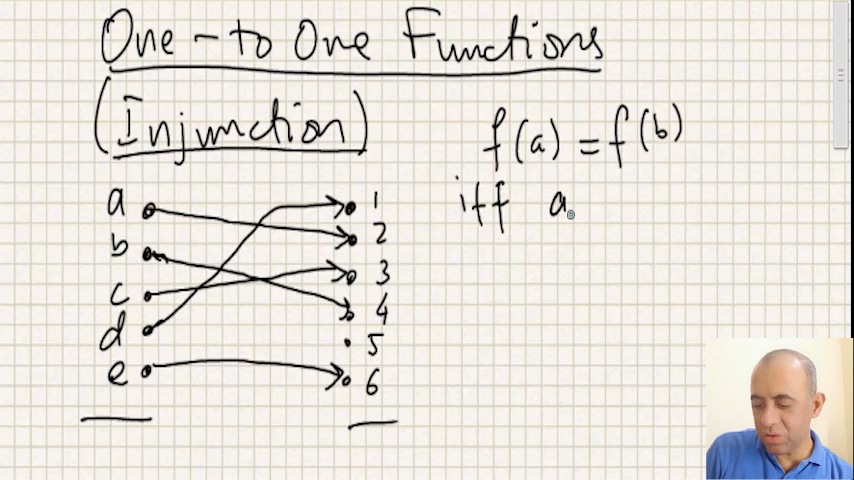 One-to One Functions
(Injunction)
f(a) = f(b)
iff a
a
b
c
d
e
1
2
3
4
5
6